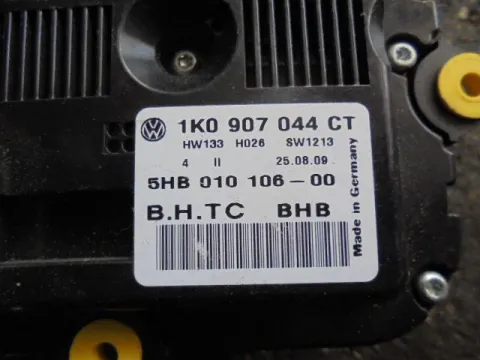 1K0 907 044 CT
HW133 H026 SW1213
4 II 25.08.09
5HB 010 106-00
B.H.TC BHB
Made in Germany